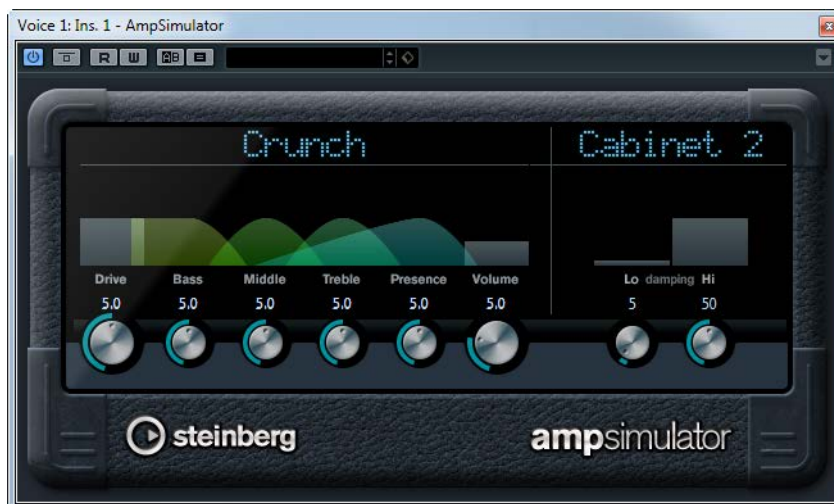 Voice 1: Ins. 1 - AmpSimulator
x
R W AB
Crunch Cabinet 2
Drive Bass Middle Treble Presence Volume Lo damping Hi
5.0 5.0 5.0 5.0 5.0 5.0 5 50
steinberg ampsimulator